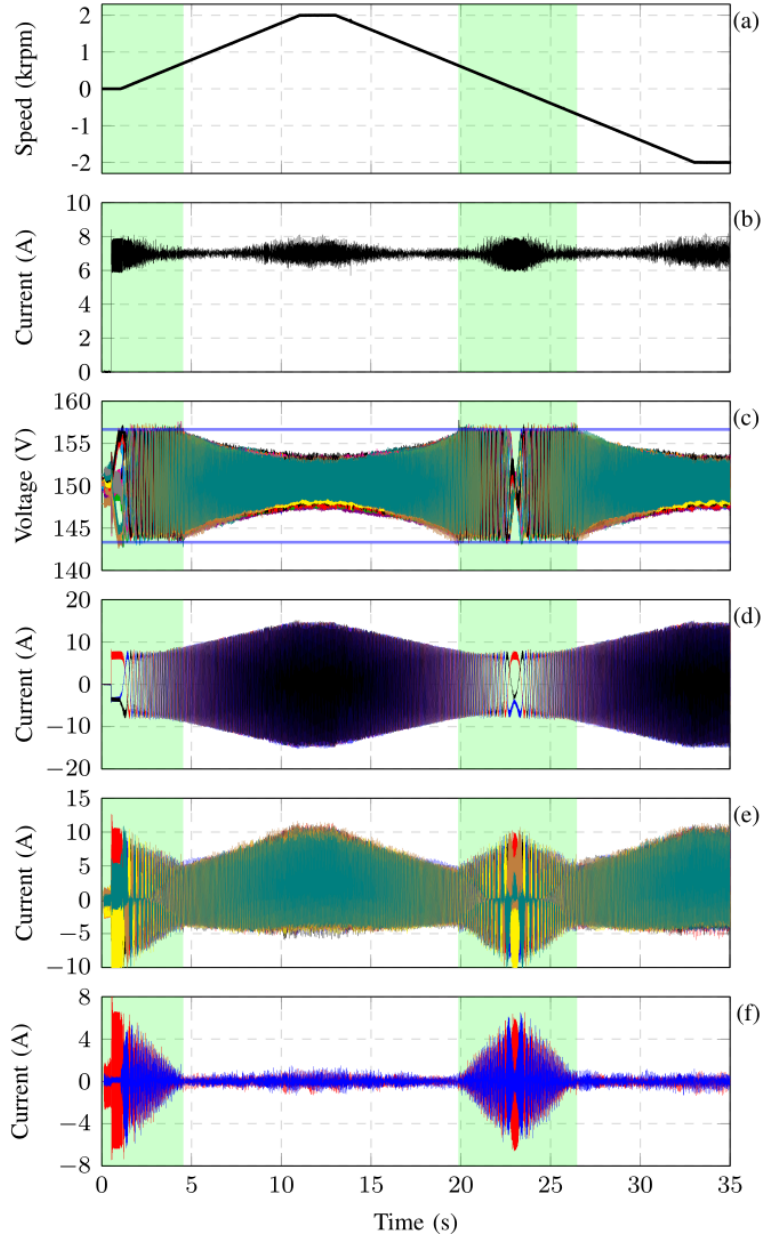 2
1
0
-1
-2
Speed (krpm)
(a)
10
8
6
4
2
0
Current (A)
(b)
160
155
150
145
140
Voltage (V)
(c)
20
10
0
−10
−20
Current (A)
(d)
15
10
5
0
−5
−10
Current (A)
(e)
8
4
0
−4
−8
Current (A)
(f)
0 5 10 15 20 25 30 35
Time (s)